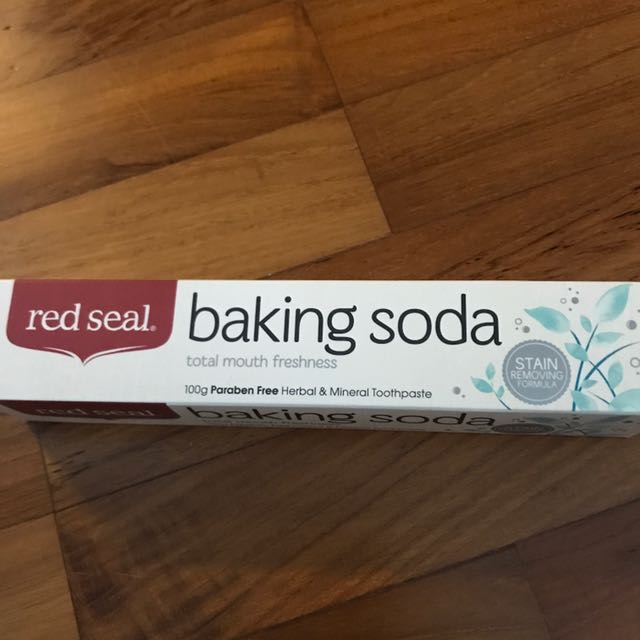 red seal®
baking soda
total mouth freshness
100g Paraben Free Herbal & Mineral Toothpaste
STAIN
REMOVING
FORMULA
red seal
baking soda